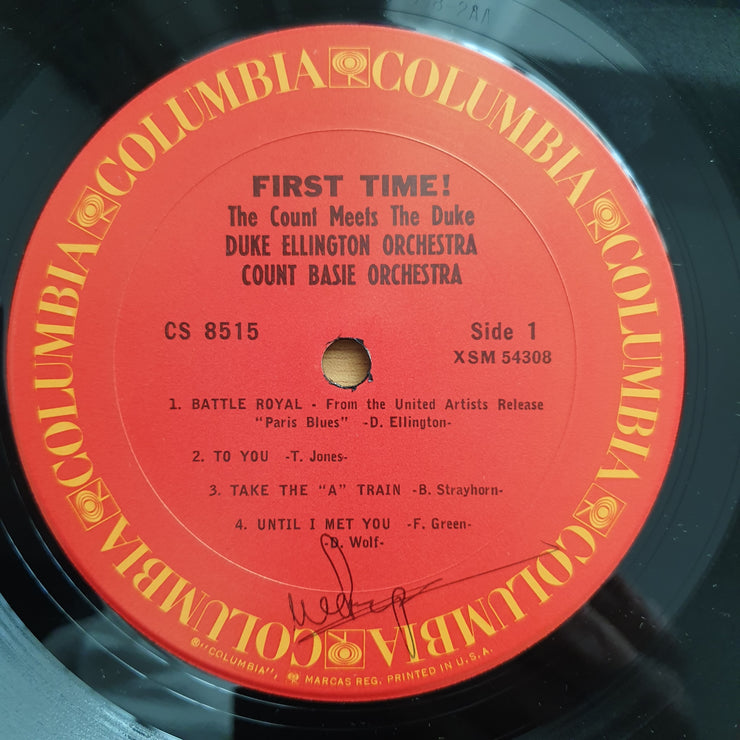 COLUMBIA COLUMBIA COLUMBIA COLUMBIA COLUMBIA COLUMBIA COLUMBIA
FIRST TIME!
The Count Meets The Duke
DUKE ELLINGTON ORCHESTRA
COUNT BASIE ORCHESTRA
CS 8515
Side 1
XSM 54308
1. BATTLE ROYAL - From the United Artists Release
"Paris Blues" -D. Ellington-
2. TO YOU -T. Jones-
3. TAKE THE "A" TRAIN -B. Strayhorn-
4. UNTIL I MET YOU -F. Green-
-D. Wolf-
®"COLUMBIA", MARCAS REG. PRINTED IN U.S.A.